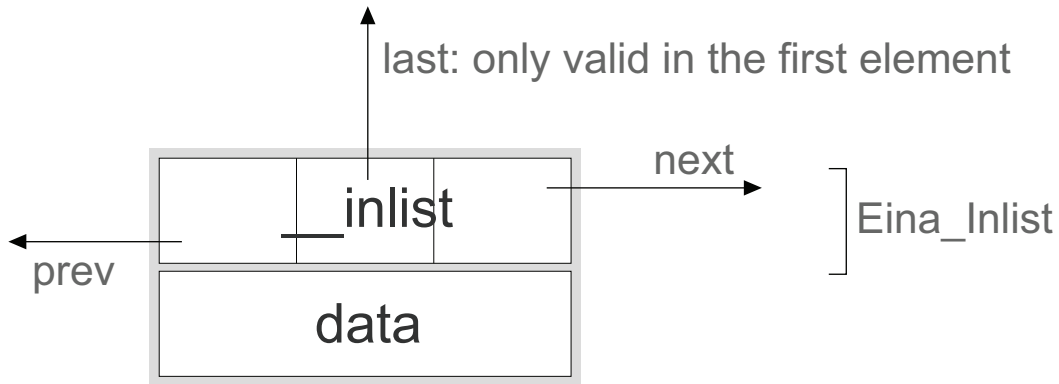 last: only valid in the first element
next
__inlist
Eina_Inlist
prev
data